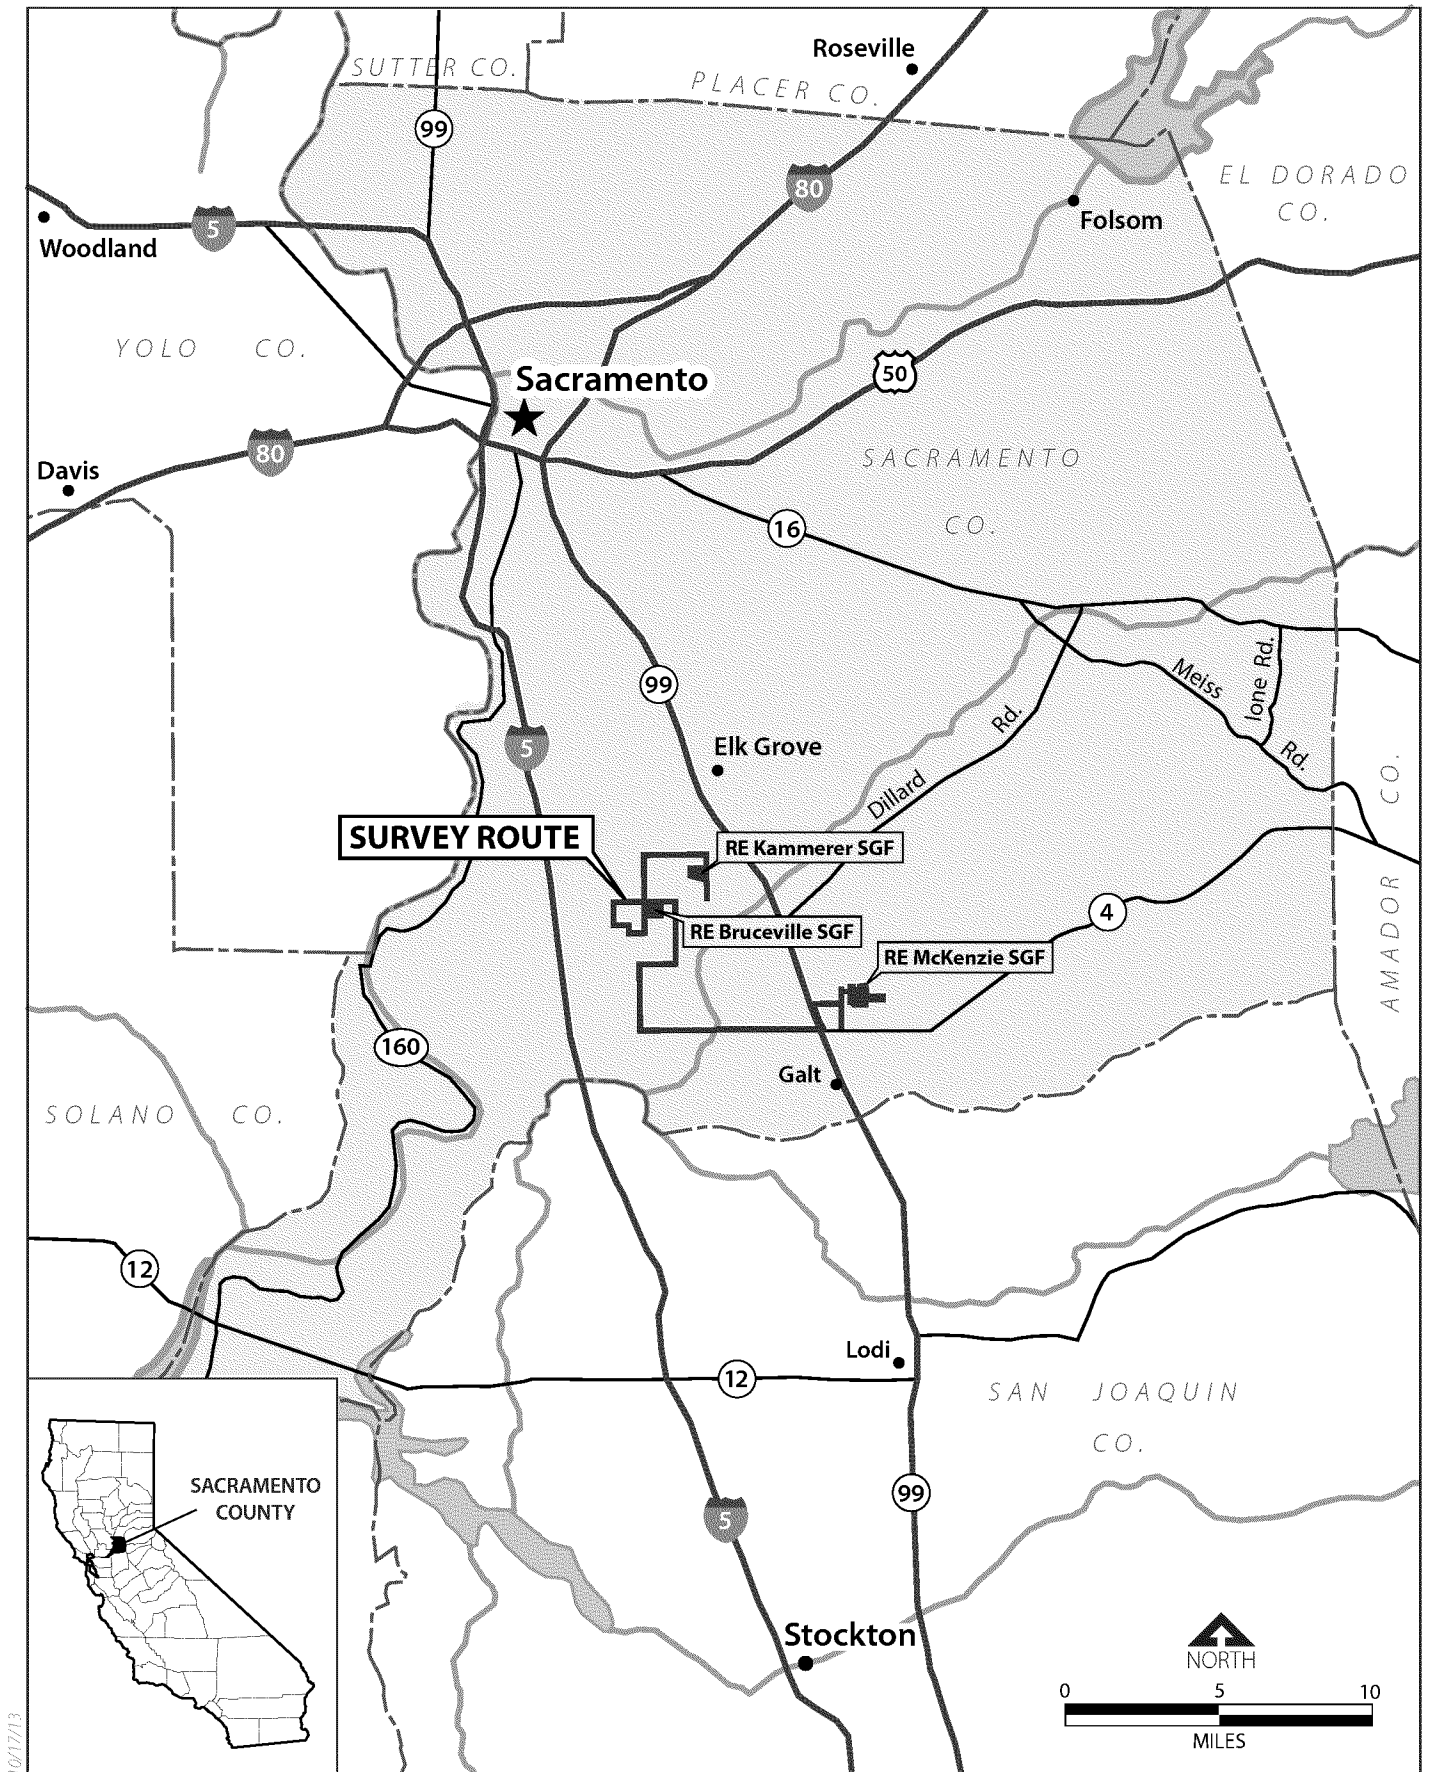 Roseville
SUTTER CO.
PLACER CO.
99
80
EL DORADO
CO.
Folsom
5
Woodland
YOLO CO.
Sacramento
50
80
SACRAMENTO
CO.
Davis
16
Meiss
Rd.
Ione Rd.
99
Dillard
Rd.
5
Elk Grove
AMADOR CO.
SURVEY ROUTE
RE Kammerer SGF
4
RE Bruceville SGF
RE McKenzie SGF
160
Galt
SOLANO CO.
12
Lodi
12
SAN JOAQUIN
CO.
SACRAMENTO
COUNTY
99
5
Stockton
NORTH
0 5 10
MILES
10/17/13